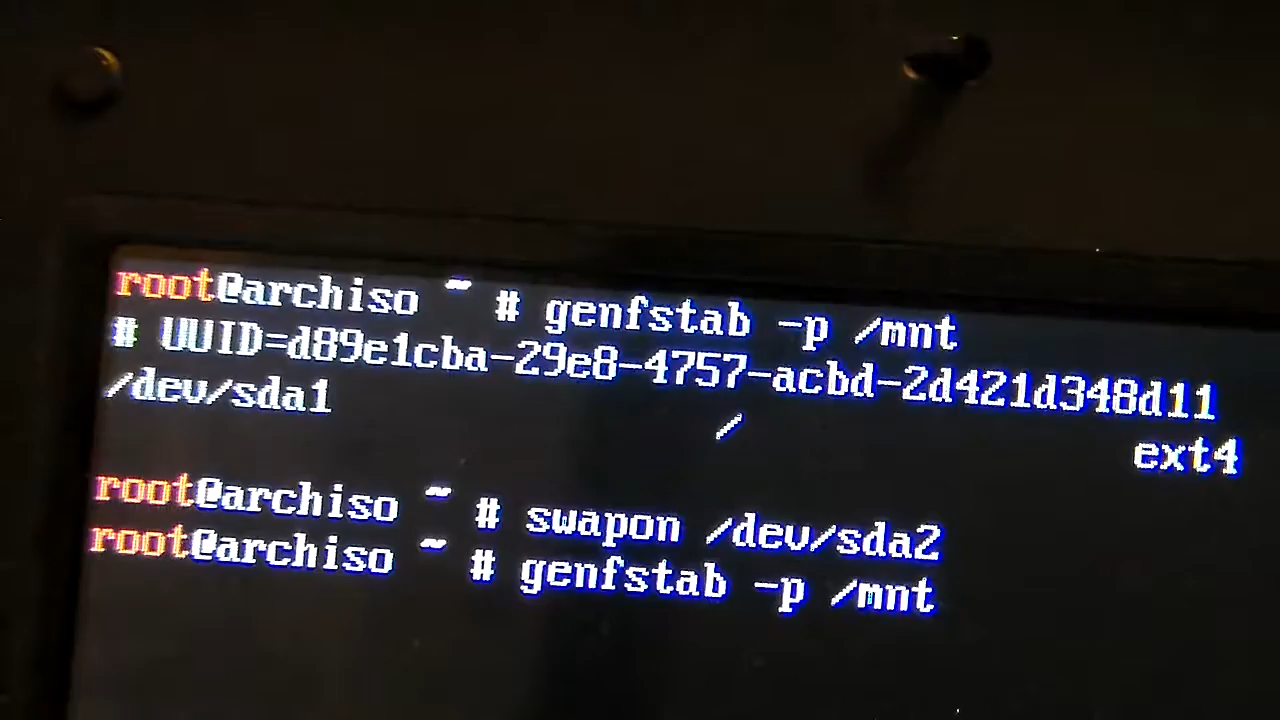 root@archiso ~ # genfstab -p /mnt
# UUID=d89e1cba-29e8-4757-acbd-2d421d348d11
/dev/sda1 / ext4
root@archiso ~ # swapon /dev/sda2
root@archiso ~ # genfstab -p /mnt